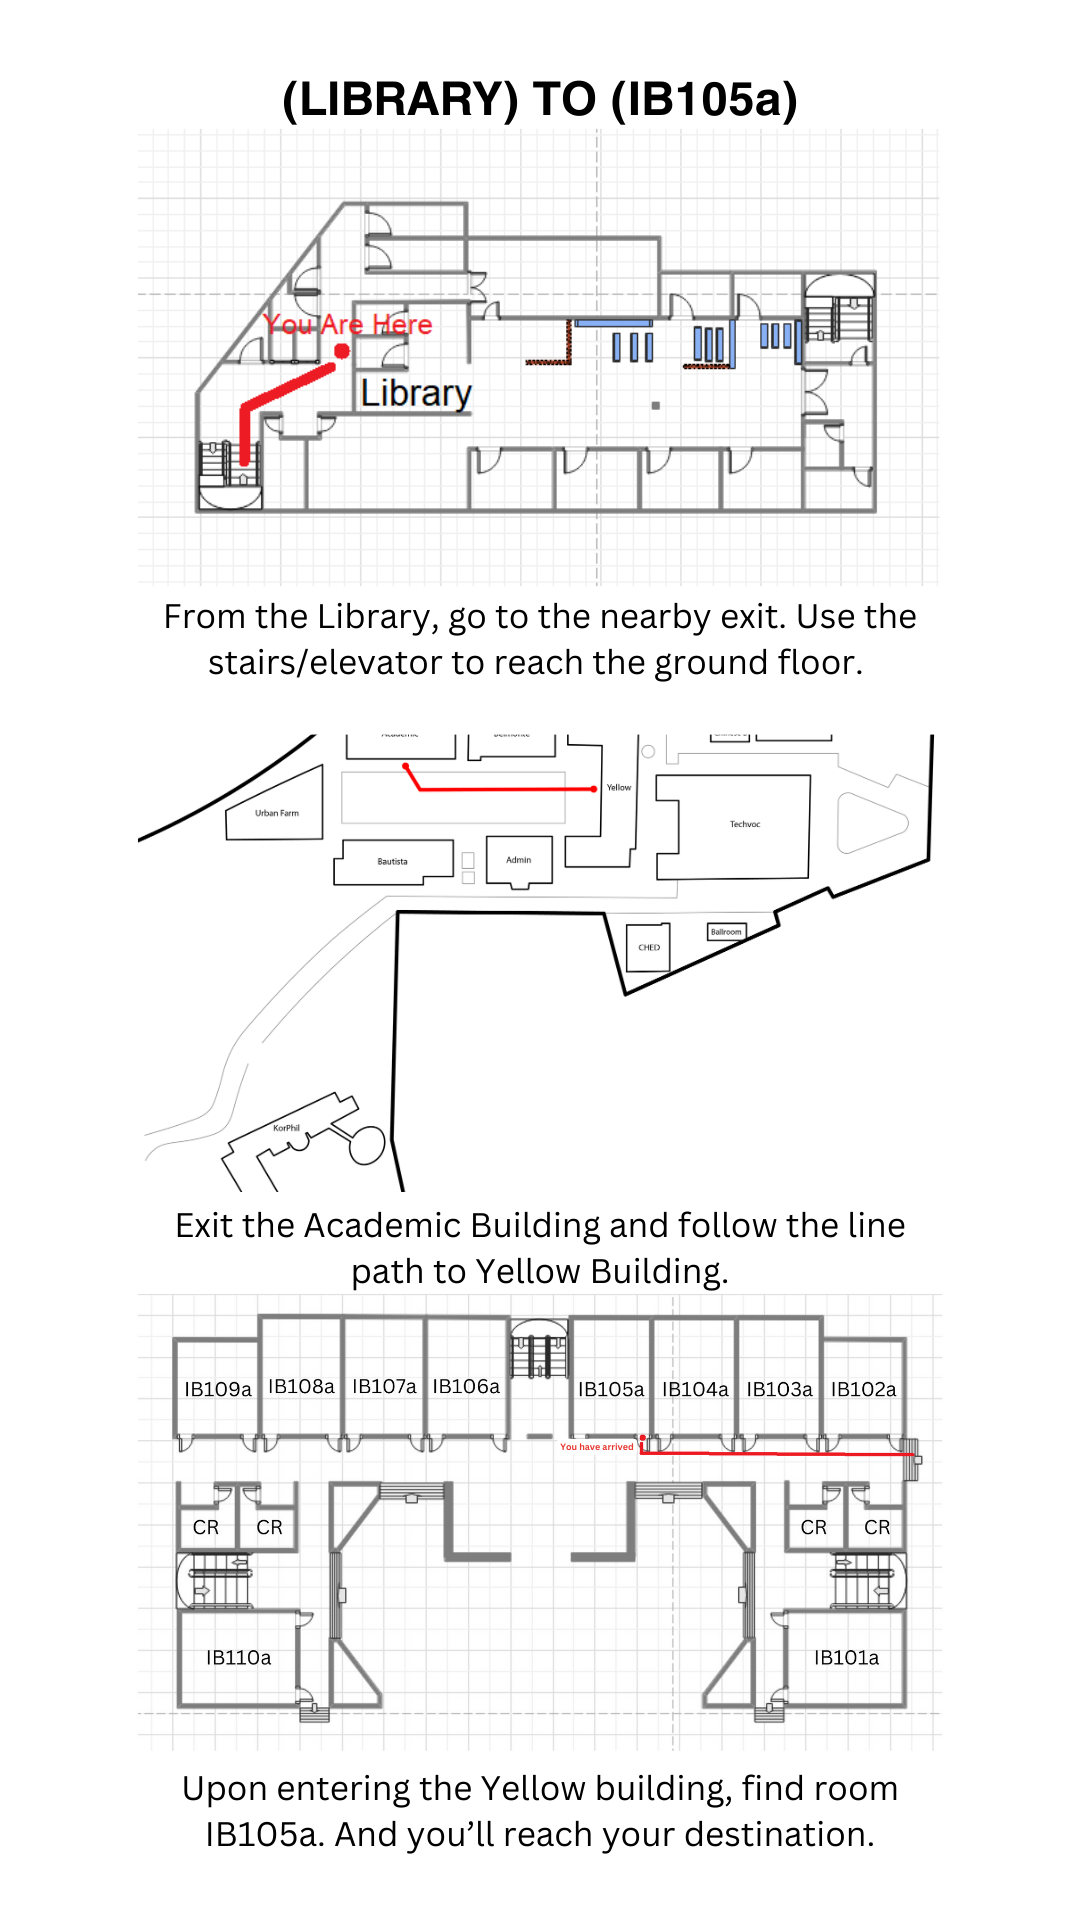 (LIBRARY) TO (IB105a)
You Are Here
Library
From the Library, go to the nearby exit. Use the
stairs/elevator to reach the ground floor.
Academic
Belmonte
Yellow
Urban Farm
Techvoc
Bautista
Admin
CHED
Ballroom
KorPhil
Exit the Academic Building and follow the line
path to Yellow Building.
IB109a
IB108a
IB107a
IB106a
IB105a
IB104a
IB103a
IB102a
You have arrived
CR
CR
CR
CR
IB110a
IB101a
Upon entering the Yellow building, find room
IB105a. And you’ll reach your destination.